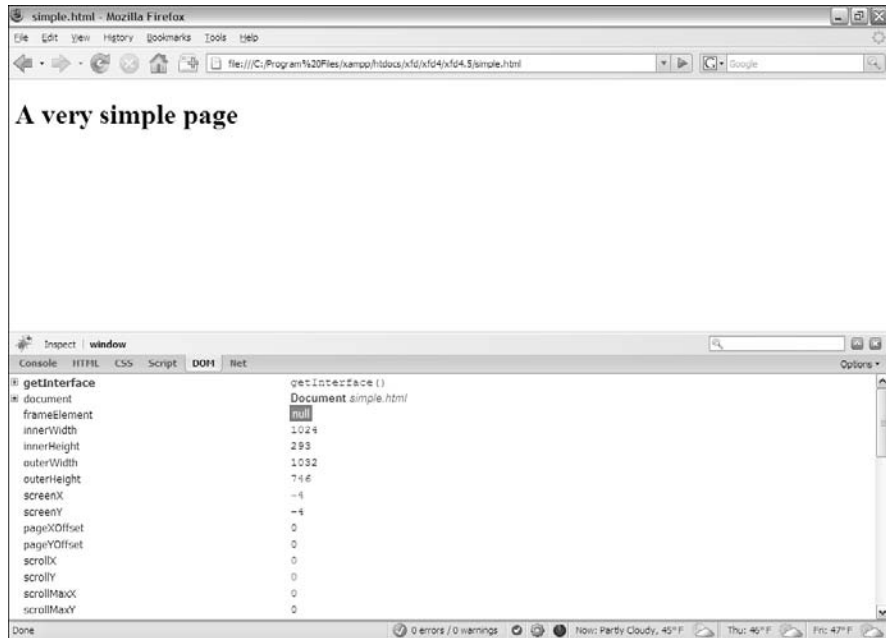 simple.html - Mozilla Firefox
File Edit View History Bookmarks Tools Help
file:///C:/Program%20Files/xampp/htdocs/xfd/xfd4/xfd4.5/simple.html
G Google
A very simple page
Inspect window
Console HTML CSS Script DOM Net
Options
getInterface getInterface()
document Document simple.html
frameElement null
innerWidth 1024
innerHeight 293
outerWidth 1032
outerHeight 746
screenX -4
screenY -4
pageXOffset 0
pageYOffset 0
scrollX 0
scrollY 0
scrollMaxX 0
scrollMaxY 0
Done 0 errors / 0 warnings Now: Partly Cloudy, 45° F Thu: 46° F Fri: 47° F